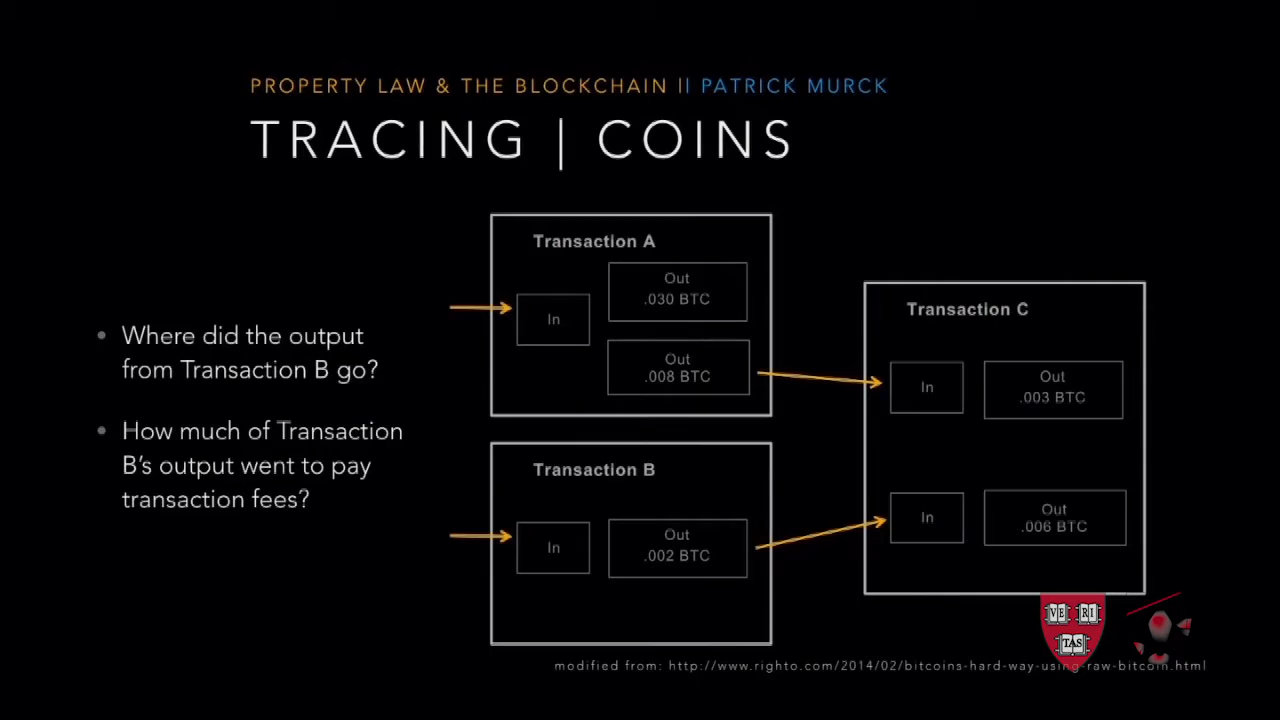 PROPERTY LAW & THE BLOCKCHAIN || PATRICK MURCK
TRACING | COINS
• Where did the output
from Transaction B go?
• How much of Transaction
B's output went to pay
transaction fees?
Transaction A
In
Out
.030 BTC
Out
.008 BTC
Transaction B
In
Out
.002 BTC
Transaction C
In
Out
.003 BTC
In
Out
.006 BTC
VE RI
TAS
modified from: http://www.righto.com/2014/02/bitcoins-hard-way-using-raw-bitcoin.html